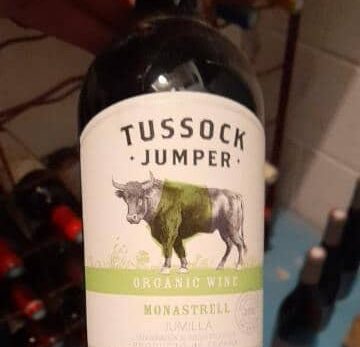 TUSSOCK
· JUMPER ·
ORGANIC WINE
MONASTRELL
JUMILLA